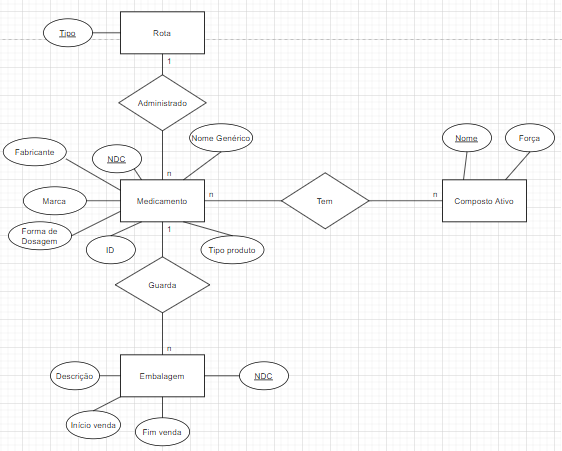 Tipo
Rota
1
Administrado
Nome Genérico
Fabricante
NDC
n
Nome
Força
Marca
Medicamento
n
Tem
n
Composto Ativo
Forma de
Dosagem
1
ID
Tipo produto
Guarda
n
Descrição
Embalagem
NDC
Início venda
Fim venda